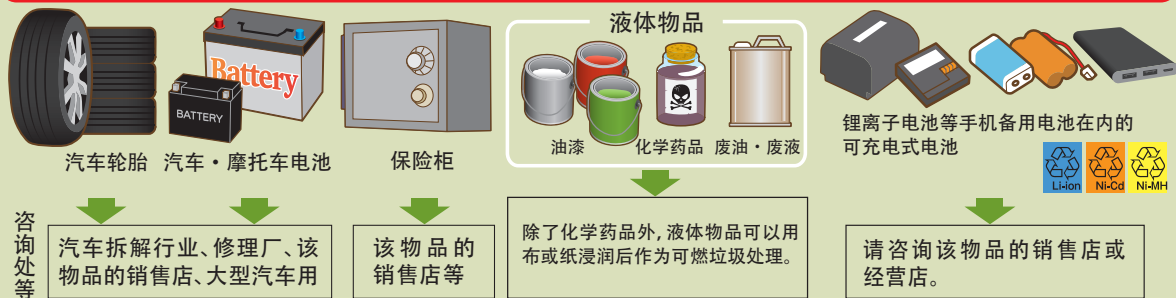 液体物品
Battery
BATTERY
汽车轮胎
汽车・摩托车电池
保险柜
油漆
化学药品
废油・废液
锂离子电池等手机备用电池在内的
可充电式电池
Li-ion
Ni-Cd
Ni-MH
咨询处等
汽车拆解行业、修理厂、该
物品的销售店、大型汽车用
该物品的
销售店等
除了化学药品外，液体物品可以用
布或纸浸润后作为可燃垃圾处理。
请咨询该物品的销售店或
经营店。